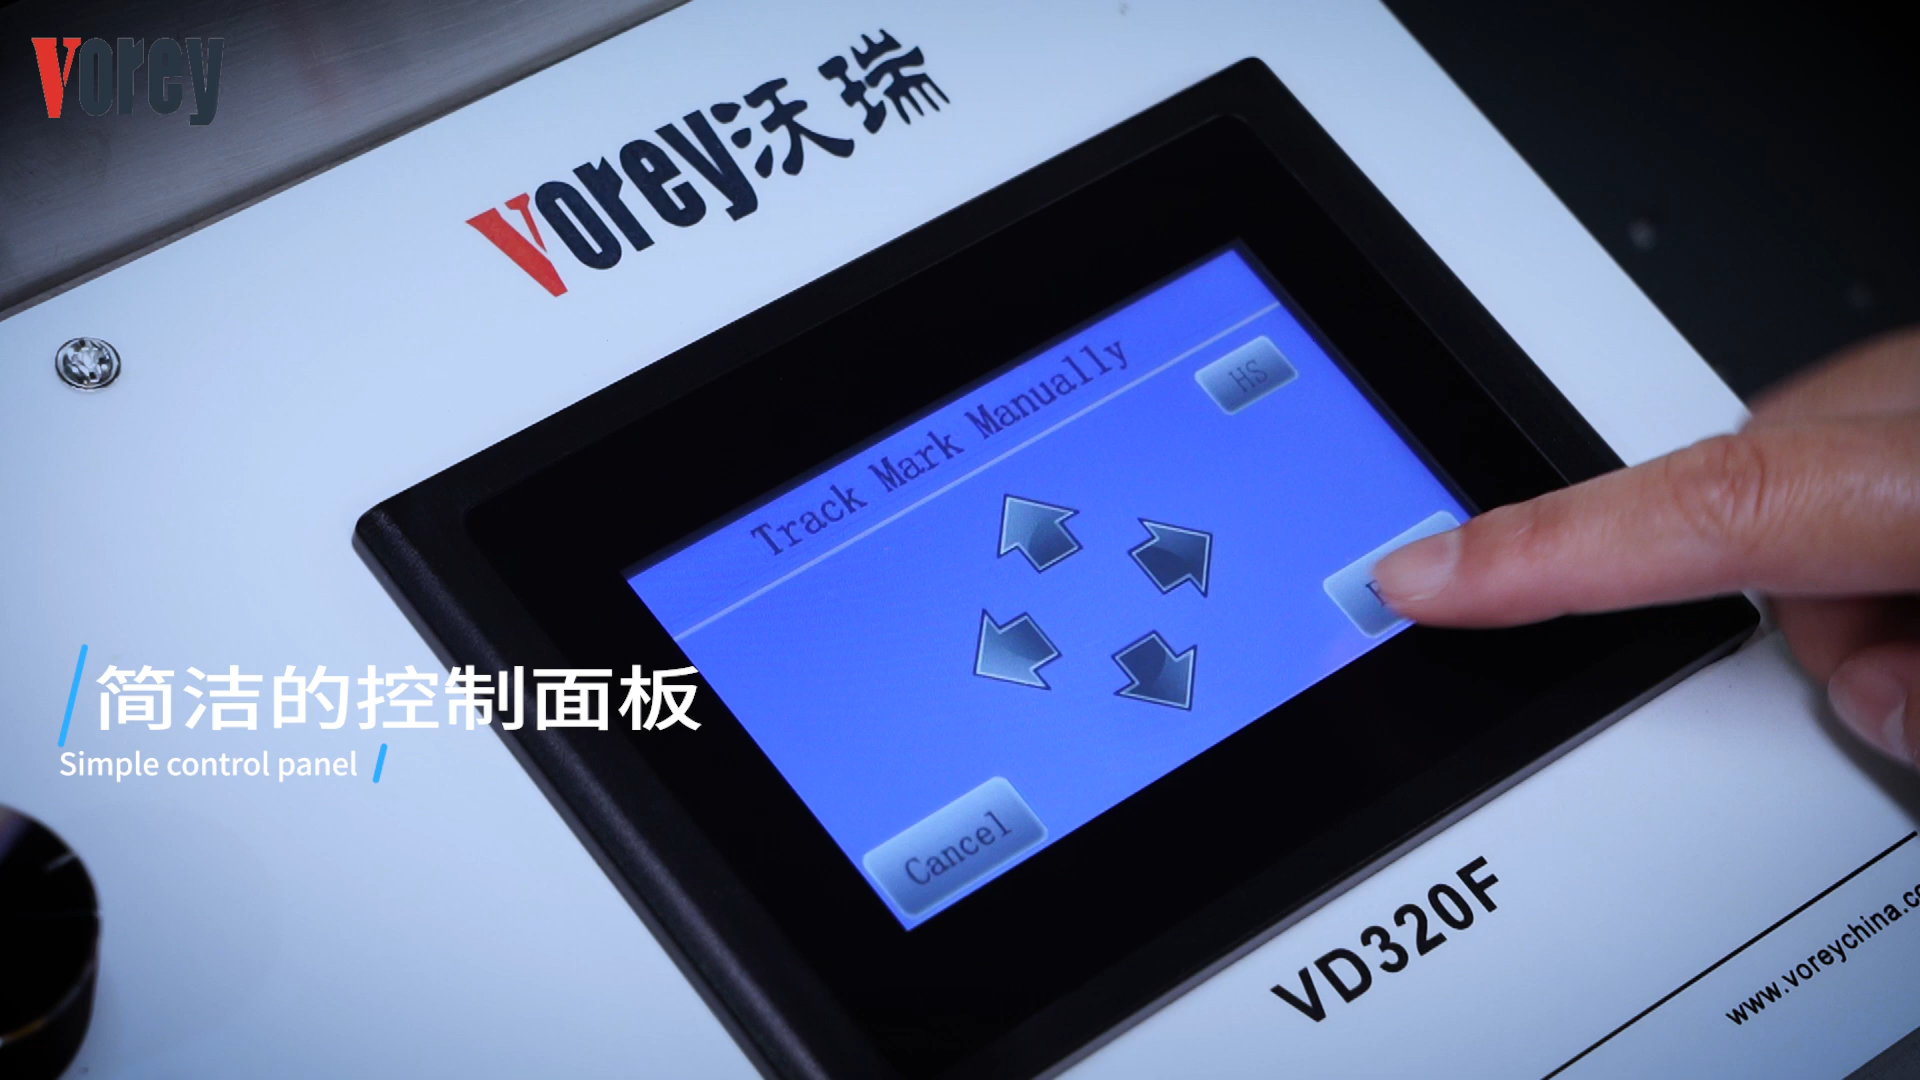 Vorey
Vorey沃瑞
Track Mark Manually
HS
Cancel
简洁的控制面板
Simple control panel
VD320F
www.voreychina.c